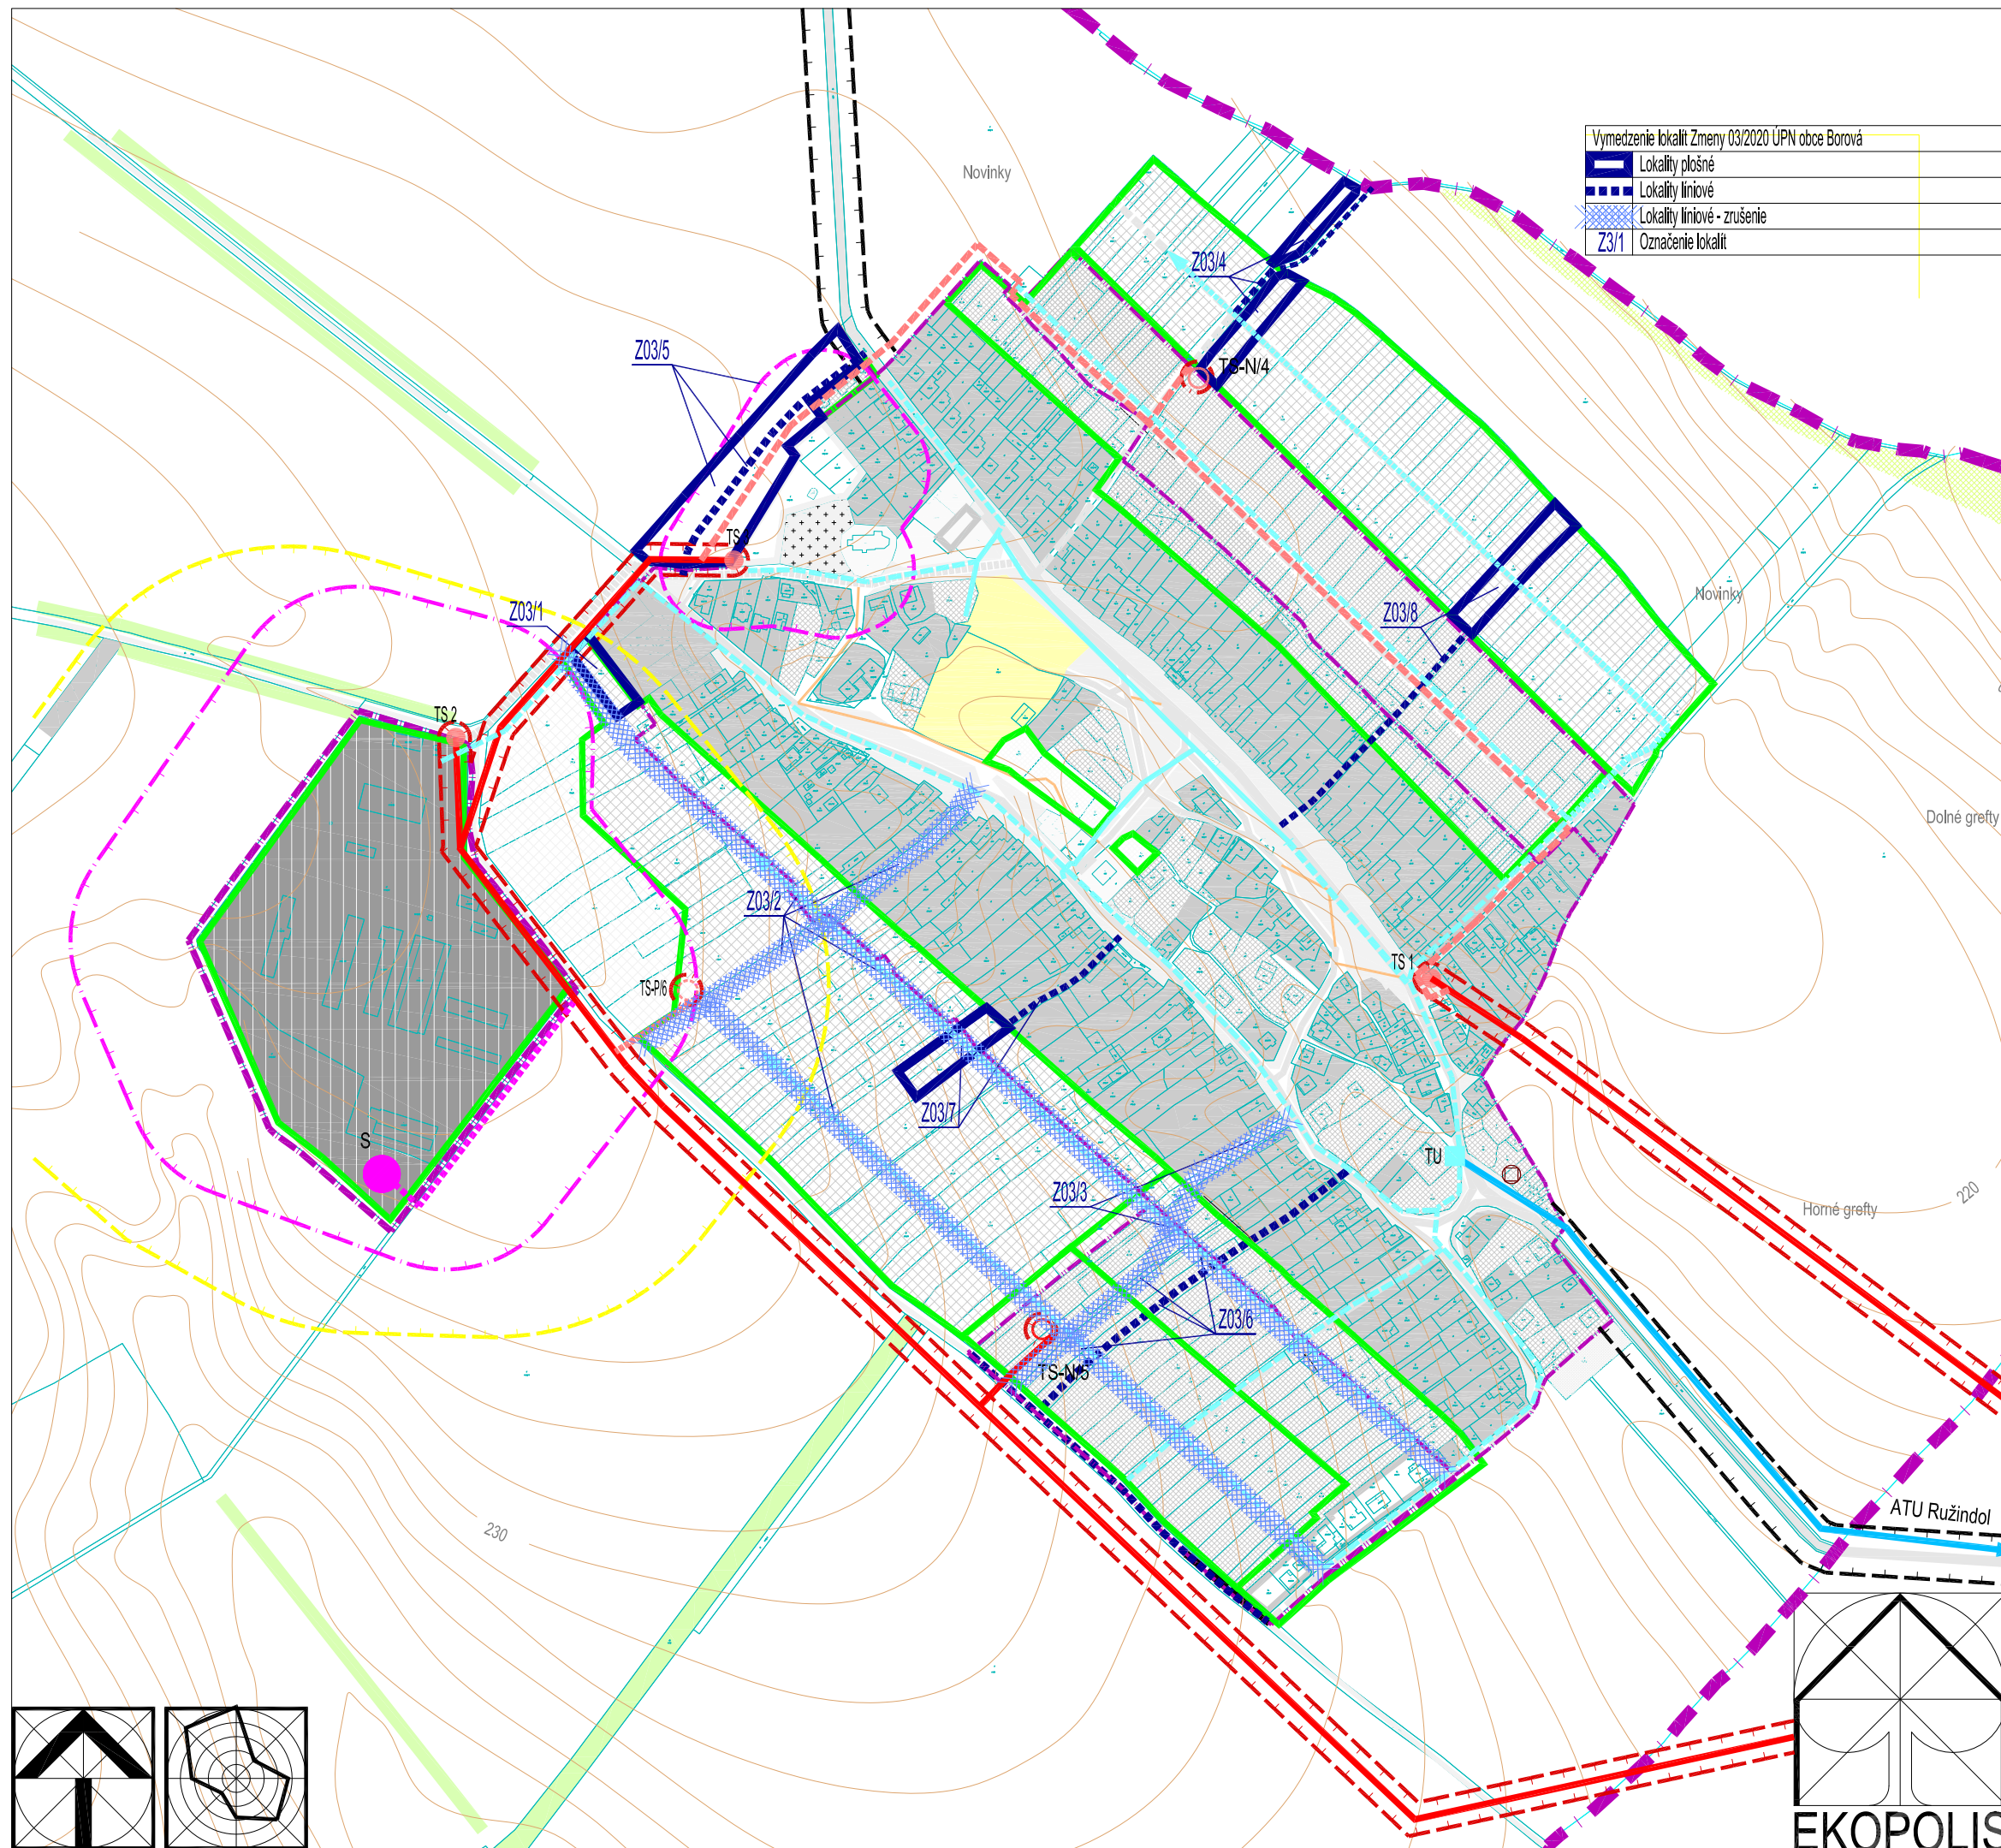 Novinky
Vymedzenie lokalít Zmeny 03/2020 ÚPN obce Borová
Lokality plošné
Lokality líniové
Lokality líniové - zrušenie
Z3/1 Označenie lokalít
Z03/4
Z03/5
TS-N/4
TS
Z03/1
Z03/8
Novinky
TS 2
Dolné grefty
Z03/2
TS 1
TS-P/6
Z03/7
S
TU
Z03/3
Horné grefty
220
Z03/6
TS-N/5
ATU Ružindol
230
EKOPOLIS